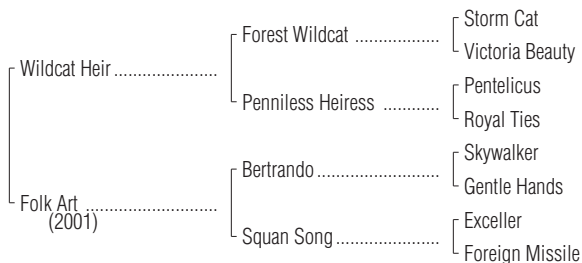 Storm Cat
Forest Wildcat ....................
Victoria Beauty
Wildcat Heir ........................
Pentelicus
Penniless Heiress .............
Royal Ties
Skywalker
Bertrando ............................
Gentle Hands
Folk Art ..............................
(2001)
Exceller
Squan Song ........................
Foreign Missile